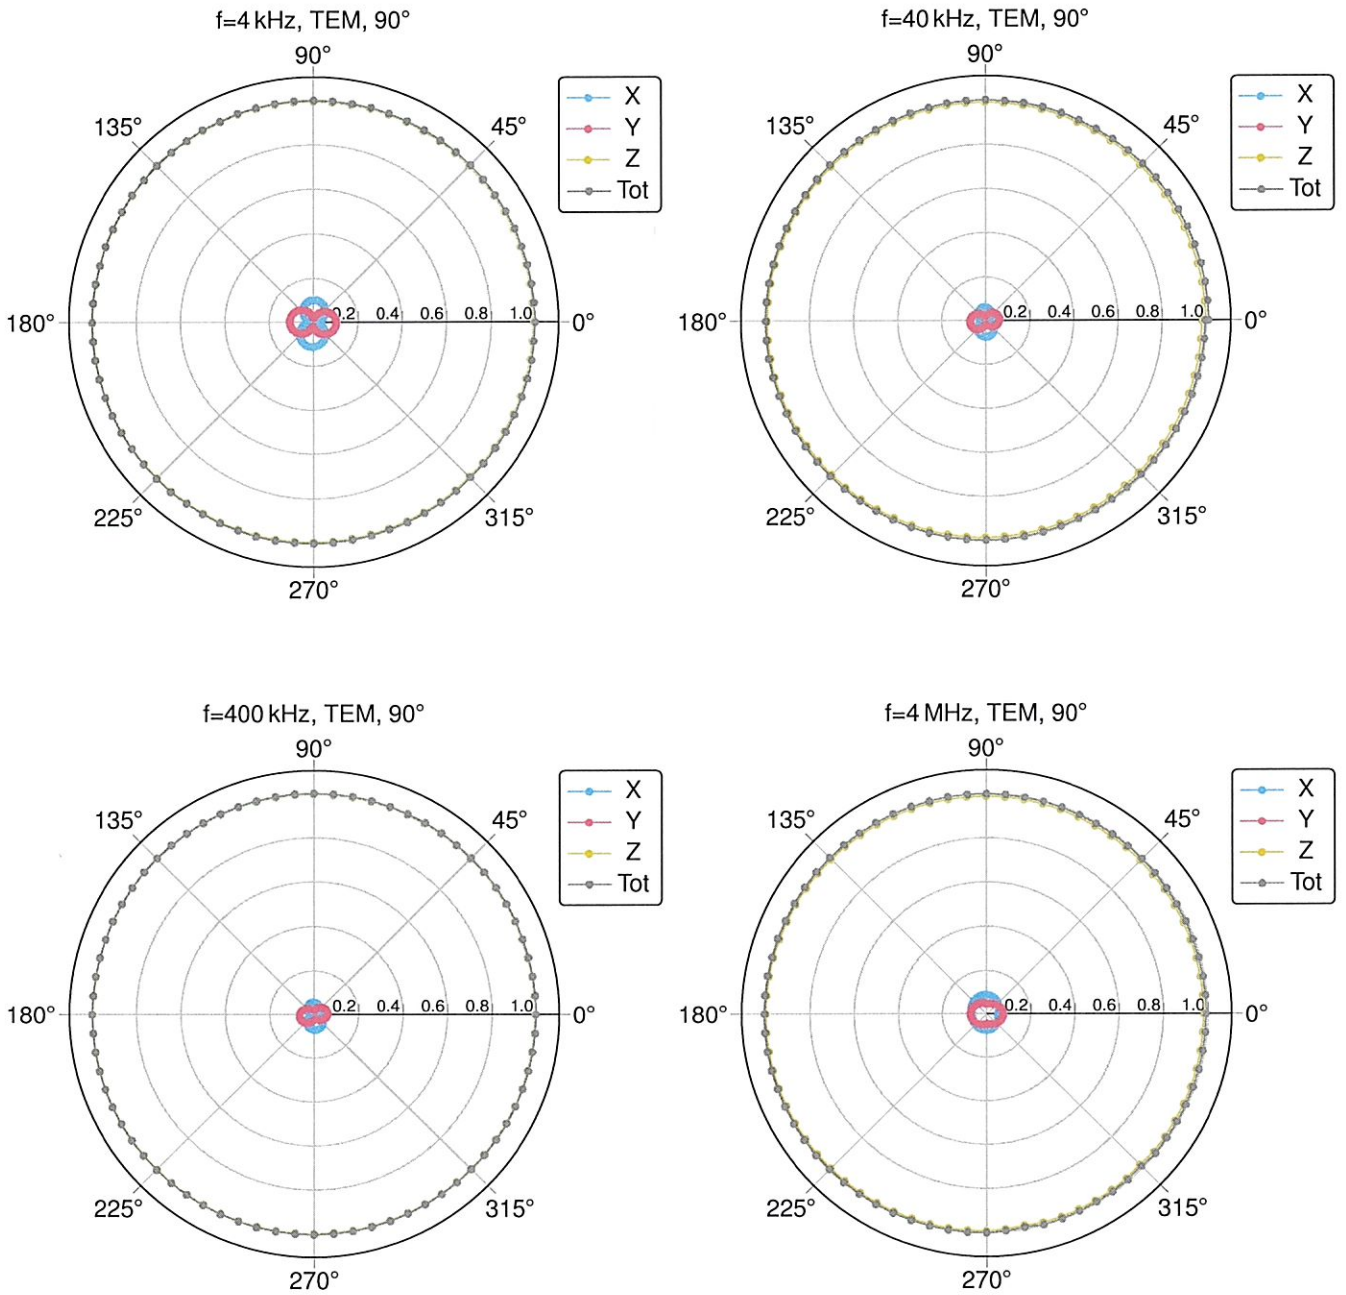 f=4 kHz, TEM, 90°
90°
135°
45°
X
Y
Z
Tot
180°
0.2 0.4 0.6 0.8 1.0
0°
225°
315°
270°
f=40 kHz, TEM, 90°
90°
135°
45°
X
Y
Z
Tot
180°
0.2 0.4 0.6 0.8 1.0
0°
225°
315°
270°
f=400 kHz, TEM, 90°
90°
135°
45°
X
Y
Z
Tot
180°
0.2 0.4 0.6 0.8 1.0
0°
225°
315°
270°
f=4 MHz, TEM, 90°
90°
135°
45°
X
Y
Z
Tot
180°
0.2 0.4 0.6 0.8 1.0
0°
225°
315°
270°